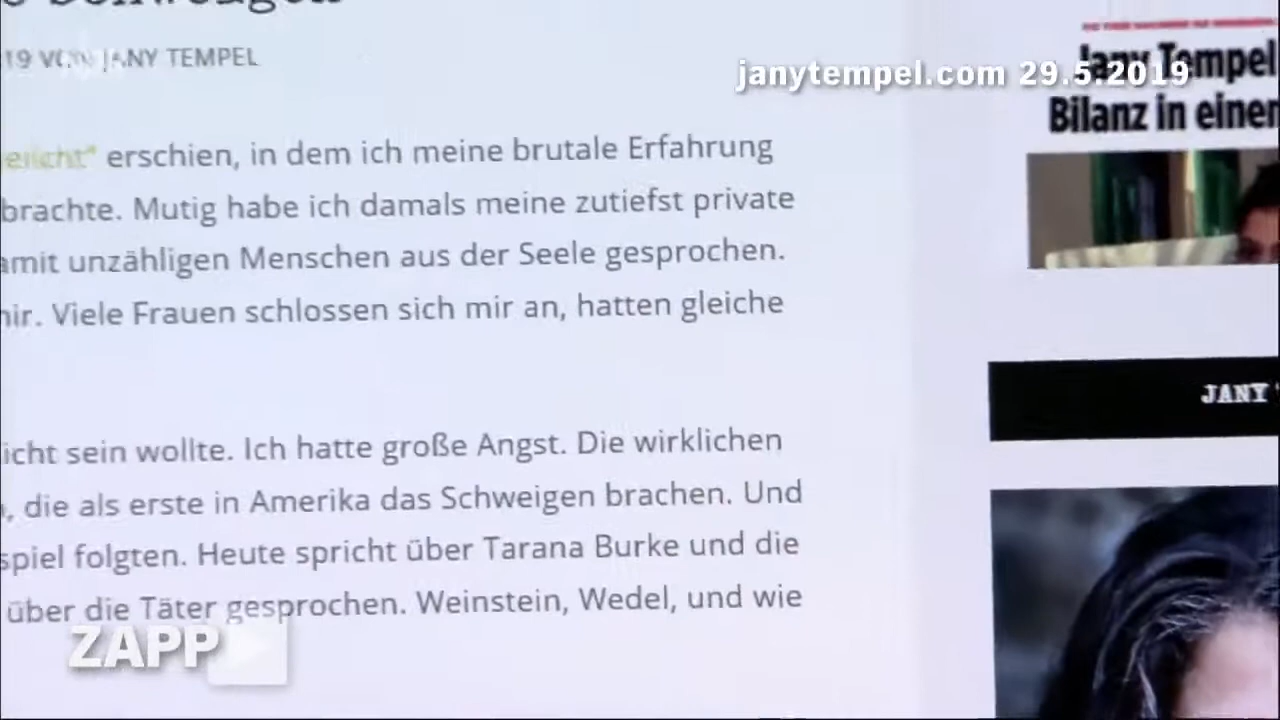 19 VON JANY TEMPEL
janytempel.com 29.5.2019
Jany Tempel
Bilanz in einer
erschien, in dem ich meine brutale Erfahrung
brachte. Mutig habe ich damals meine zutiefst private
amit unzähligen Menschen aus der Seele gesprochen.
mir. Viele Frauen schlossen sich mir an, hatten gleiche
JANY
icht sein wollte. Ich hatte große Angst. Die wirklichen
, die als erste in Amerika das Schweigen brachen. Und
spiel folgten. Heute spricht über Tarana Burke und die
über die Täter gesprochen. Weinstein, Wedel, und wie
ZAPP